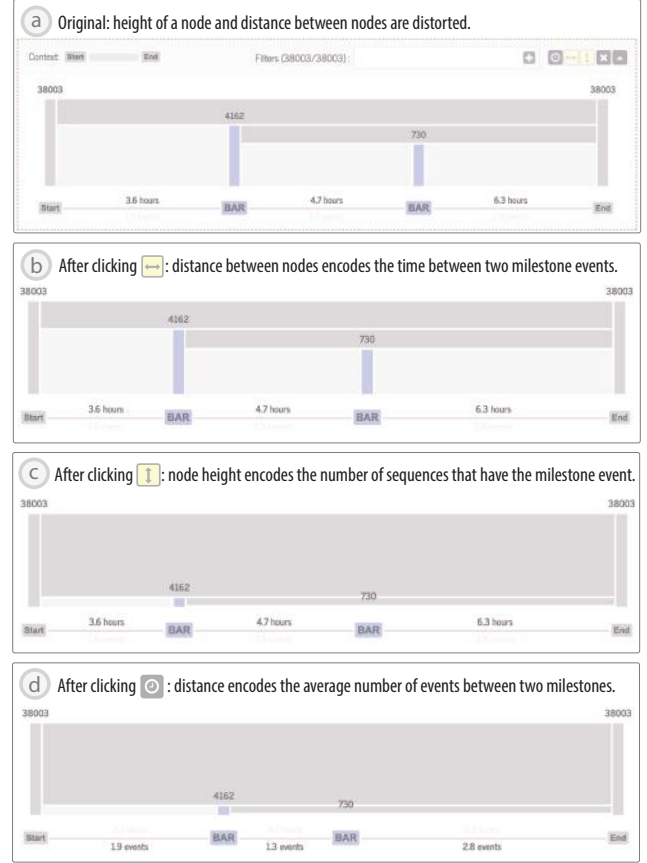 a Original: height of a node and distance between nodes are distorted.
Context Start End Filters (38003/38003) :
38003 38003
4162
730
3.6 hours 4.7 hours 6.3 hours
Start BAR BAR End
b After clicking : distance between nodes encodes the time between two milestone events.
38003 38003
4162
730
3.6 hours 4.7 hours 6.3 hours
Start BAR BAR End
c After clicking : node height encodes the number of sequences that have the milestone event.
38003 38003
4162
730
3.6 hours 4.7 hours 6.3 hours
Start BAR BAR End
d After clicking : distance encodes the average number of events between two milestones.
38003 38003
4162
730
Start BAR BAR End
1.9 events 1.3 events 2.8 events